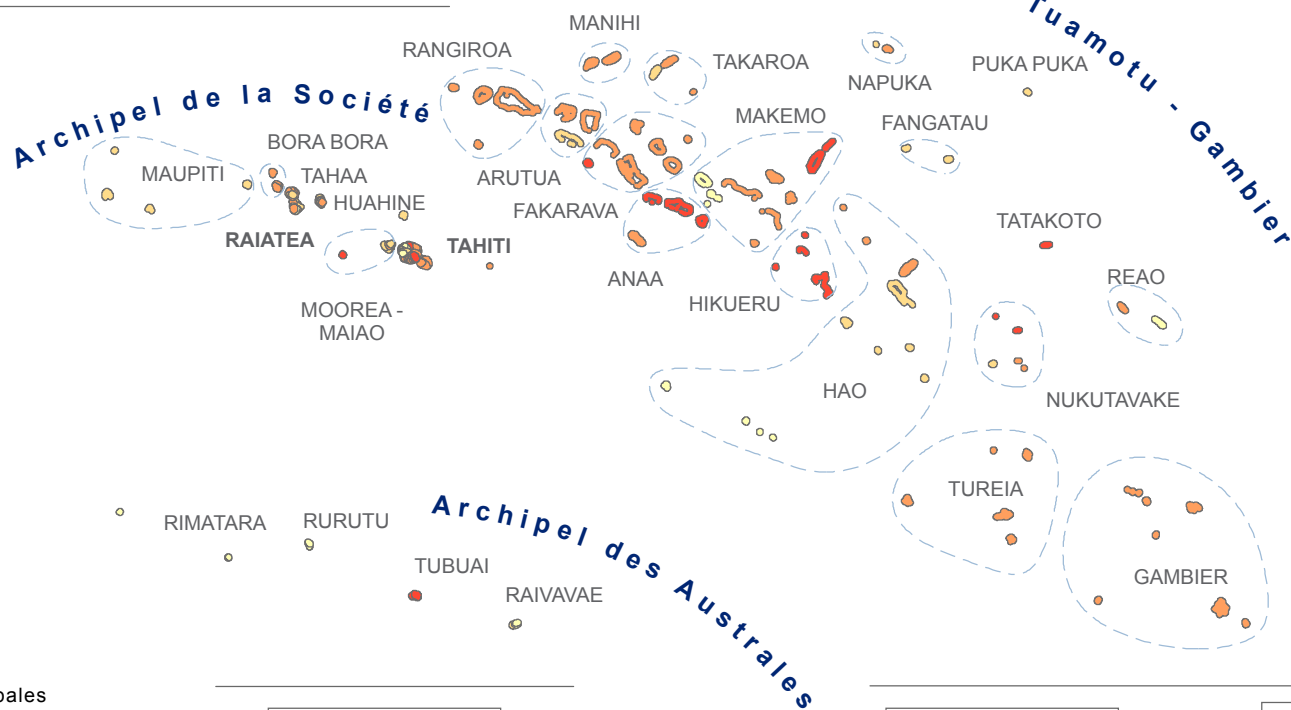 Tuamotu - Gambier
MANIHI
RANGIROA
TAKAROA
PUKA PUKA
NAPUKA
Archipel de la Société
MAKEMO
FANGATAU
BORA BORA
MAUPITI
TAHAA
ARUTUA
HUAHINE
FAKARAVA
TATAKOTO
RAIATEA
TAHITI
ANAA
REAO
HIKUERU
MOOREA -
MAIAO
HAO
NUKUTAVAKE
TUREIA
Archipel des Australes
RIMATARA
RURUTU
TUBUAI
GAMBIER
RAIVAVAE